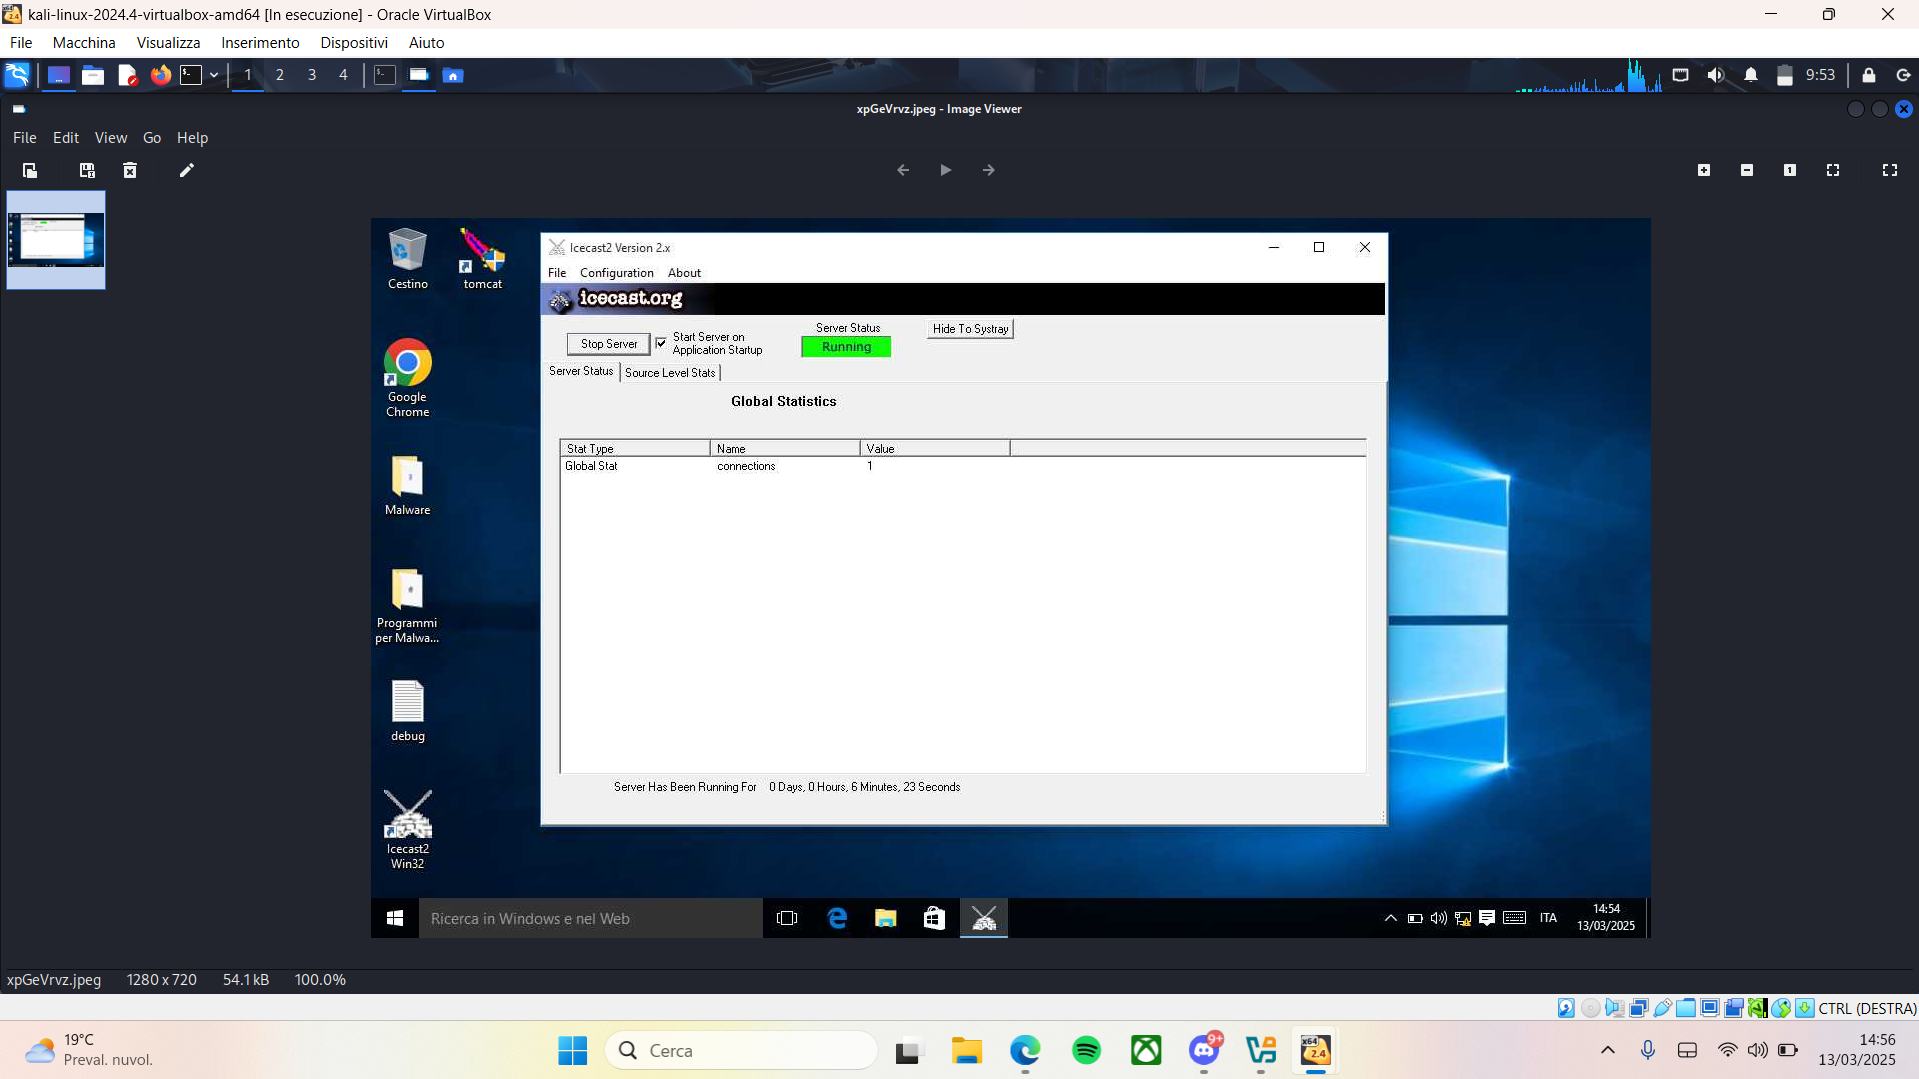 kali-linux-2024.4-virtualbox-amd64 [In esecuzione] - Oracle VirtualBox
File Macchina Visualizza Inserimento Dispositivi Aiuto
1 2 3 4 9:53
xpGeVrvz.jpeg - Image Viewer
File Edit View Go Help
Cestino
tomcat
Google
Chrome
Malware
Programmi
per Malwa...
debug
Icecast2
Win32
Icecast2 Version 2.x
File Configuration About
icecast.org
Stop Server
Start Server on
Application Startup
Server Status
Running
Hide To Systray
Server Status Source Level Stats
Global Statistics
Stat Type Name Value
Global Stat connections 1
Server Has Been Running For 0 Days, 0 Hours, 6 Minutes, 23 Seconds
Ricerca in Windows e nel Web
ITA
14:54
13/03/2025
xpGeVrvz.jpeg 1280 x 720 54.1 kB 100.0%
CTRL (DESTRA)
19°C
Preval. nuvol.
Cerca
9+
x64
2.4
14:56
13/03/2025